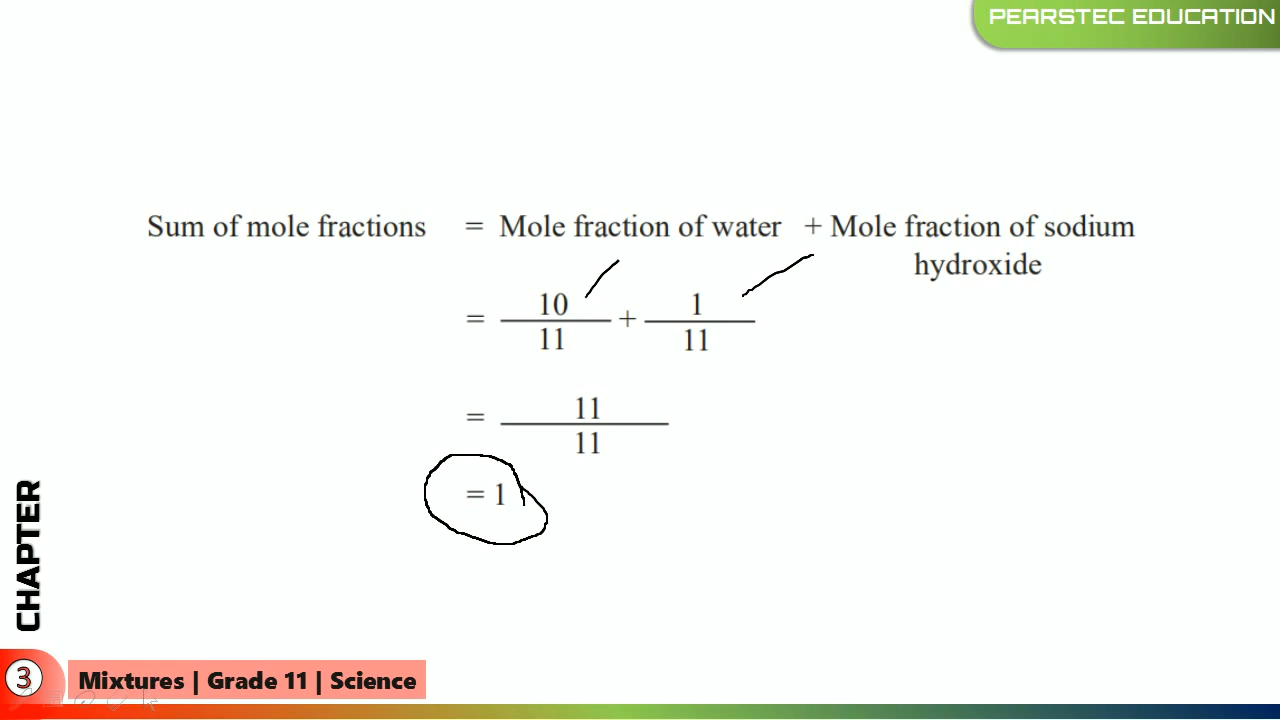 PEARSTEC EDUCATION
Sum of mole fractions = Mole fraction of water + Mole fraction of sodium
hydroxide
= 10/11 + 1/11
= 11/11
= 1
CHAPTER
3 Mixtures | Grade 11 | Science